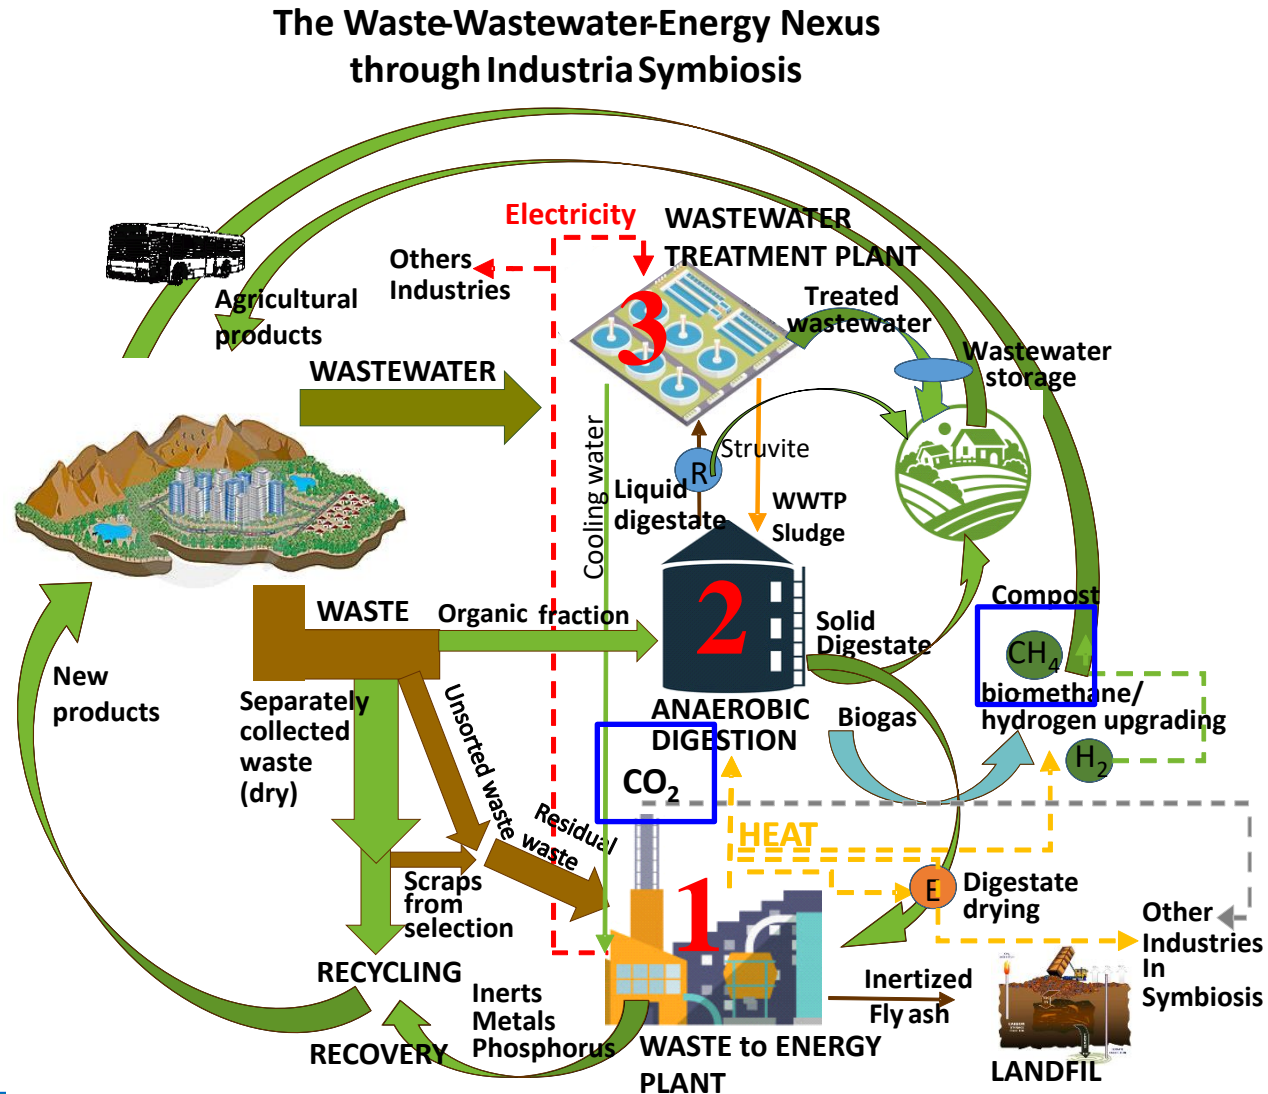 The Waste-Wastewater-Energy Nexus
through Industria Symbiosis
Electricity
WASTEWATER
TREATMENT PLANT
Others
Industries
Agricultural
products
Treated
wastewater
3
WASTEWATER
Wastewater
storage
Cooling water
R
Struvite
Liquid
digestate
WWTP
Sludge
2
WASTE
Organic fraction
Solid
Digestate
Compost
CH4
New
products
Separately
collected
waste
(dry)
Unsorted waste
ANAEROBIC
DIGESTION
Biogas
bio-methane/
hydrogen upgrading
H2
CO2
HEAT
Residual
waste
1
E
Digestate
drying
Scraps
from
selection
Other
Industries
In
Symbiosis
RECYCLING
Inerts
Metals
Phosphorus
Inertized
Fly ash
RECOVERY
WASTE to ENERGY
PLANT
LANDFIL